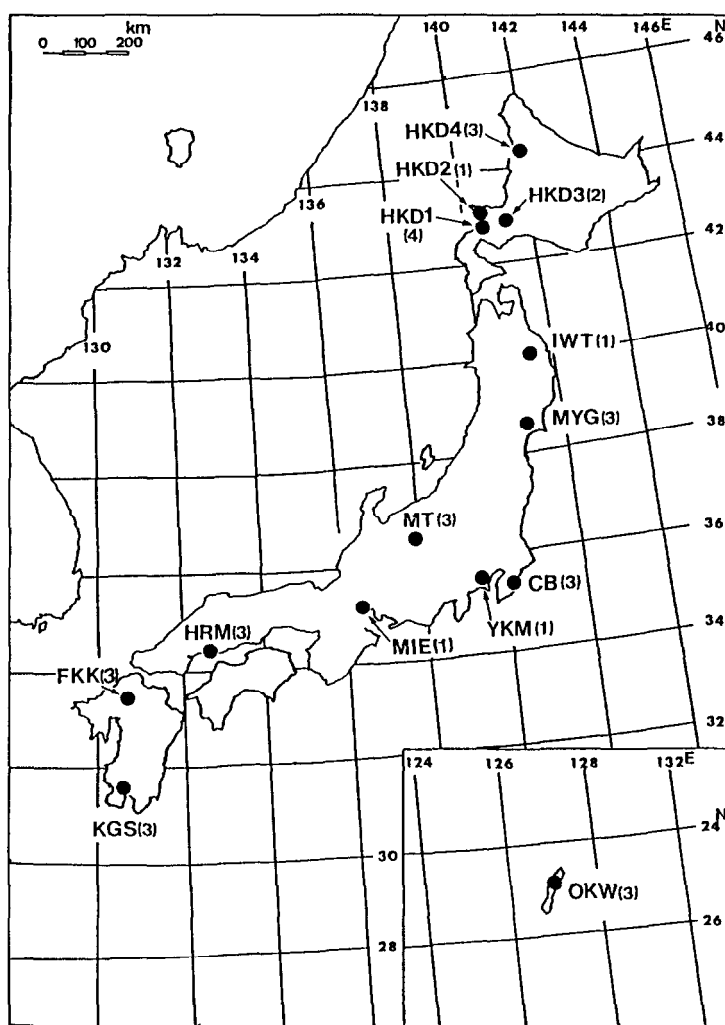 km
0 100 200
140 142 144 146E N
46
138
HKD4(3)
44
HKD2(1)
136
HKD3(2)
HKD1
(4)
42
132 134
130
40
IWT(1)
MYG(3)
38
MT(3)
36
CB(3)
HRM(3)
MIE(1)
YKM(1)
34
FKK(3)
32
124 126 128 132E
N
KGS(3)
24
30
OKW(3)
26
28